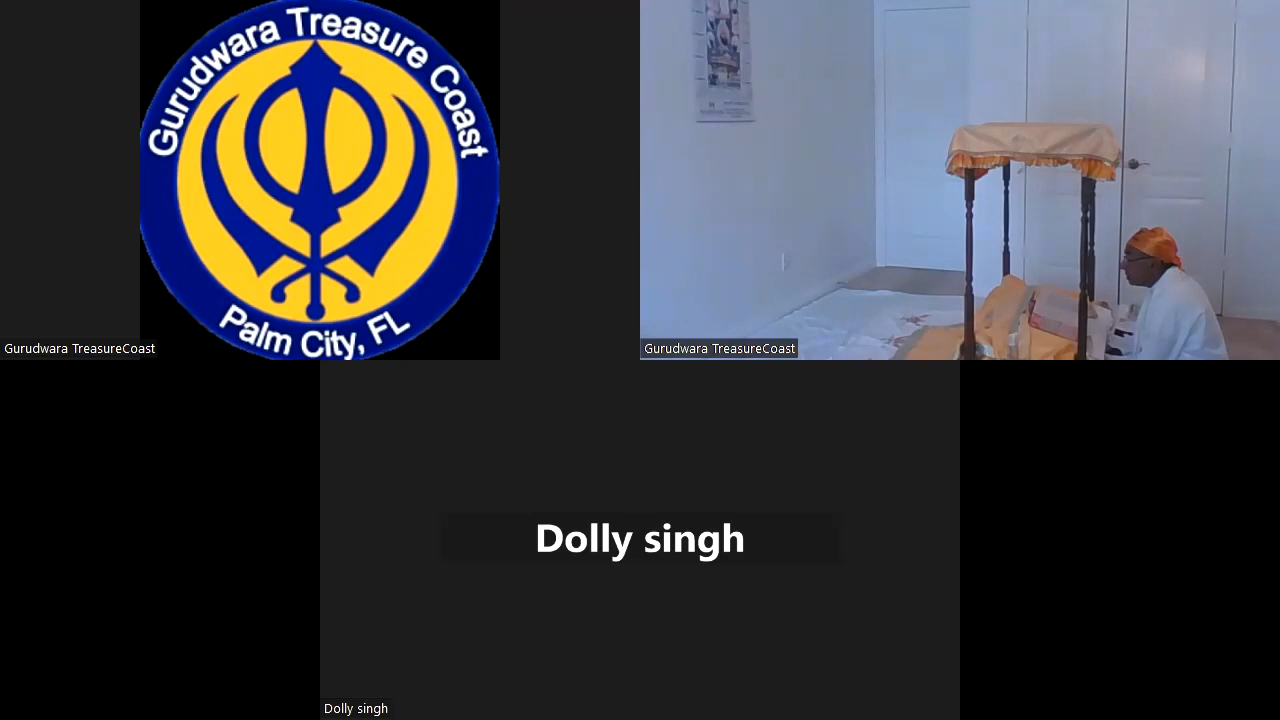 Gurudwara Treasure Coast
Palm City, FL
Gurudwara TreasureCoast
Gurudwara TreasureCoast
Dolly singh
Dolly singh